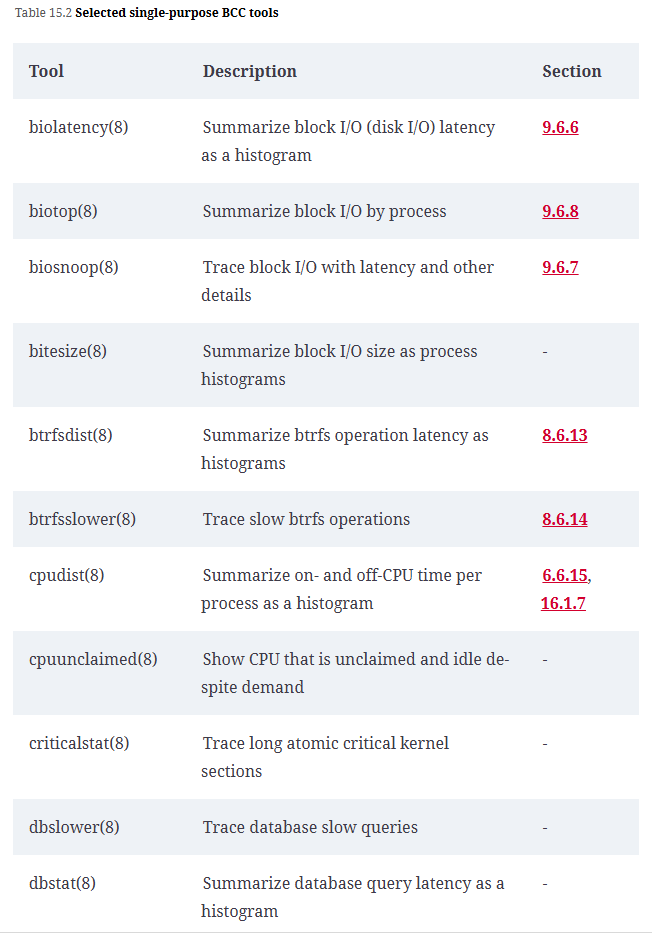 Table 15.2 Selected single-purpose BCC tools
Tool Description Section
biolatency(8) Summarize block I/O (disk I/O) latency 9.6.6
as a histogram
biotop(8) Summarize block I/O by process 9.6.8
biosnoop(8) Trace block I/O with latency and other 9.6.7
details
bitesize(8) Summarize block I/O size as process -
histograms
btrfsdist(8) Summarize btrfs operation latency as 8.6.13
histograms
btrfsslower(8) Trace slow btrfs operations 8.6.14
cpudist(8) Summarize on- and off-CPU time per 6.6.15,
process as a histogram 16.1.7
cpuunclaimed(8) Show CPU that is unclaimed and idle de- -
spite demand
criticalstat(8) Trace long atomic critical kernel -
sections
dbslower(8) Trace database slow queries -
dbstat(8) Summarize database query latency as a -
histogram